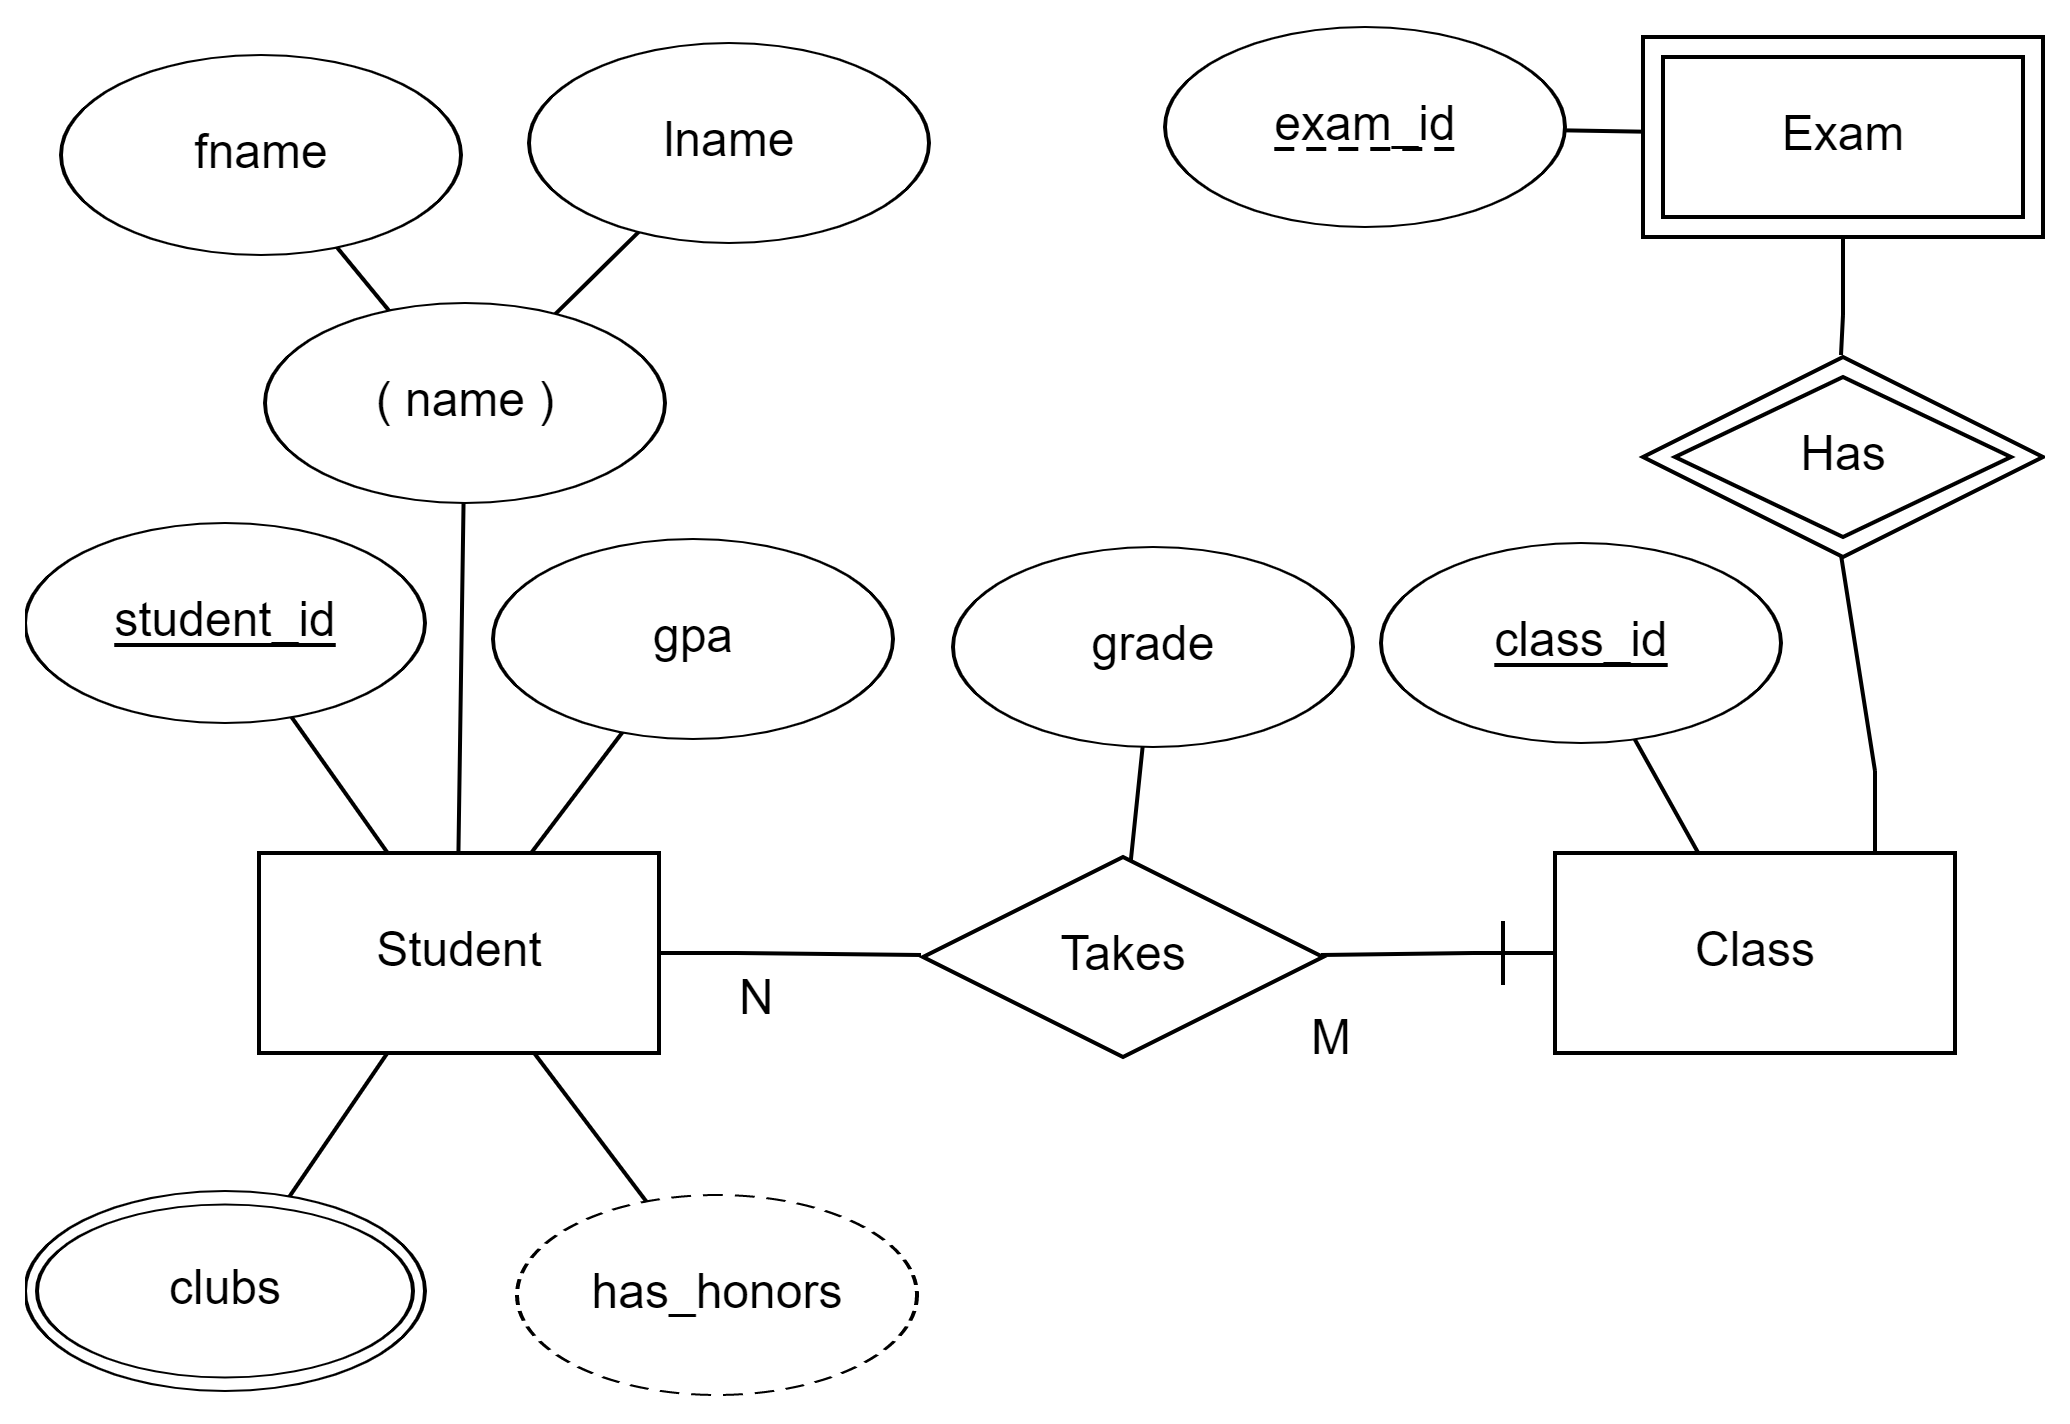 fname
lname
exam_id
Exam
( name )
Has
student_id
gpa
grade
class_id
Student
Takes
Class
N
M
clubs
has_honors